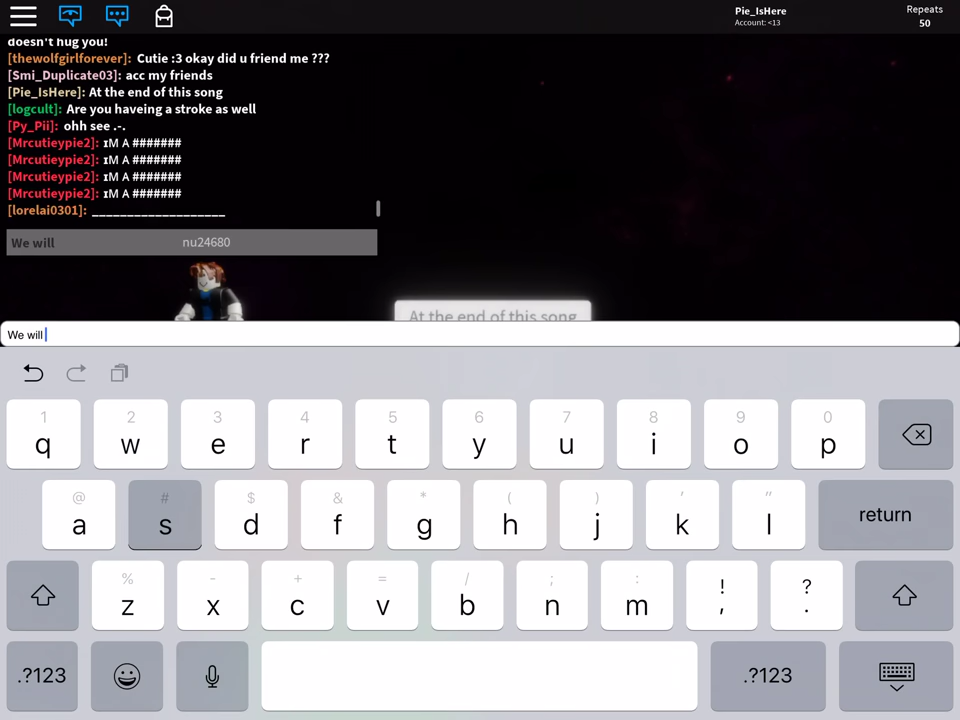 Pie_IsHere
Account: <13
Repeats
50
doesn't hug you!
[thewolfgirlforever]: Cutie :3 okay did u friend me ???
[Smi_Duplicate03]: acc my friends
[Pie_IsHere]: At the end of this song
[logcult]: Are you haveing a stroke as well
[Py_Pii]: ohh see .-.
[Mrcutieypie2]: ɪM A #######
[Mrcutieypie2]: ɪM A #######
[Mrcutieypie2]: ɪM A #######
[Mrcutieypie2]: ɪM A #######
[lorelai0301]: ___________________
We will nu24680
At the end of this song
We will
1 2 3 4 5 6 7 8 9 0
q w e r t y u i o p
@ # $ & * ( ) ' "
a s d f g h j k l return
% - + = / ; : ! ?
z x c v b n m , .
.?123 .?123